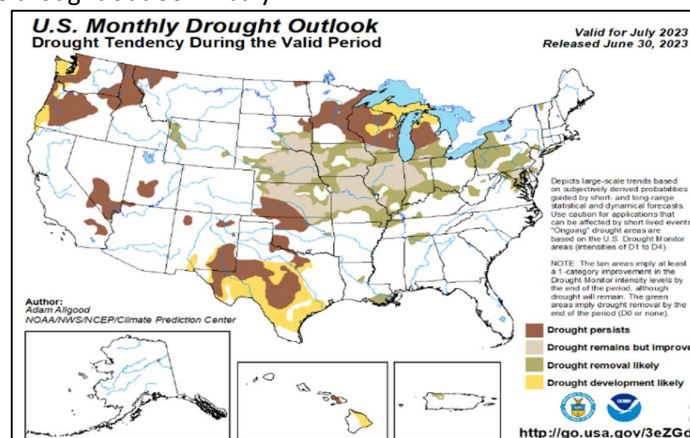 U.S. Monthly Drought Outlook
Drought Tendency During the Valid Period
Valid for July 2023
Released June 30, 2023
Depicts large-scale trends based
on subjectively derived probabilities
guided by short- and long-range
statistical and dynamical forecasts.
Use caution for applications that
can be affected by short lived events.
"Ongoing" drought areas are
based on the U.S. Drought Monitor
areas (intensities of D1 to D4).
NOTE: The tan areas imply at least
a 1-category improvement in the
Drought Monitor intensity levels by
the end of the period, although
drought will remain. The green
areas imply drought removal by the
end of the period (D0 or none).
Author:
Adam Allgood
NOAA/NWS/NCEP/Climate Prediction Center
Drought persists
Drought remains but improve
Drought removal likely
Drought development likely
http://go.usa.gov/3eZGd